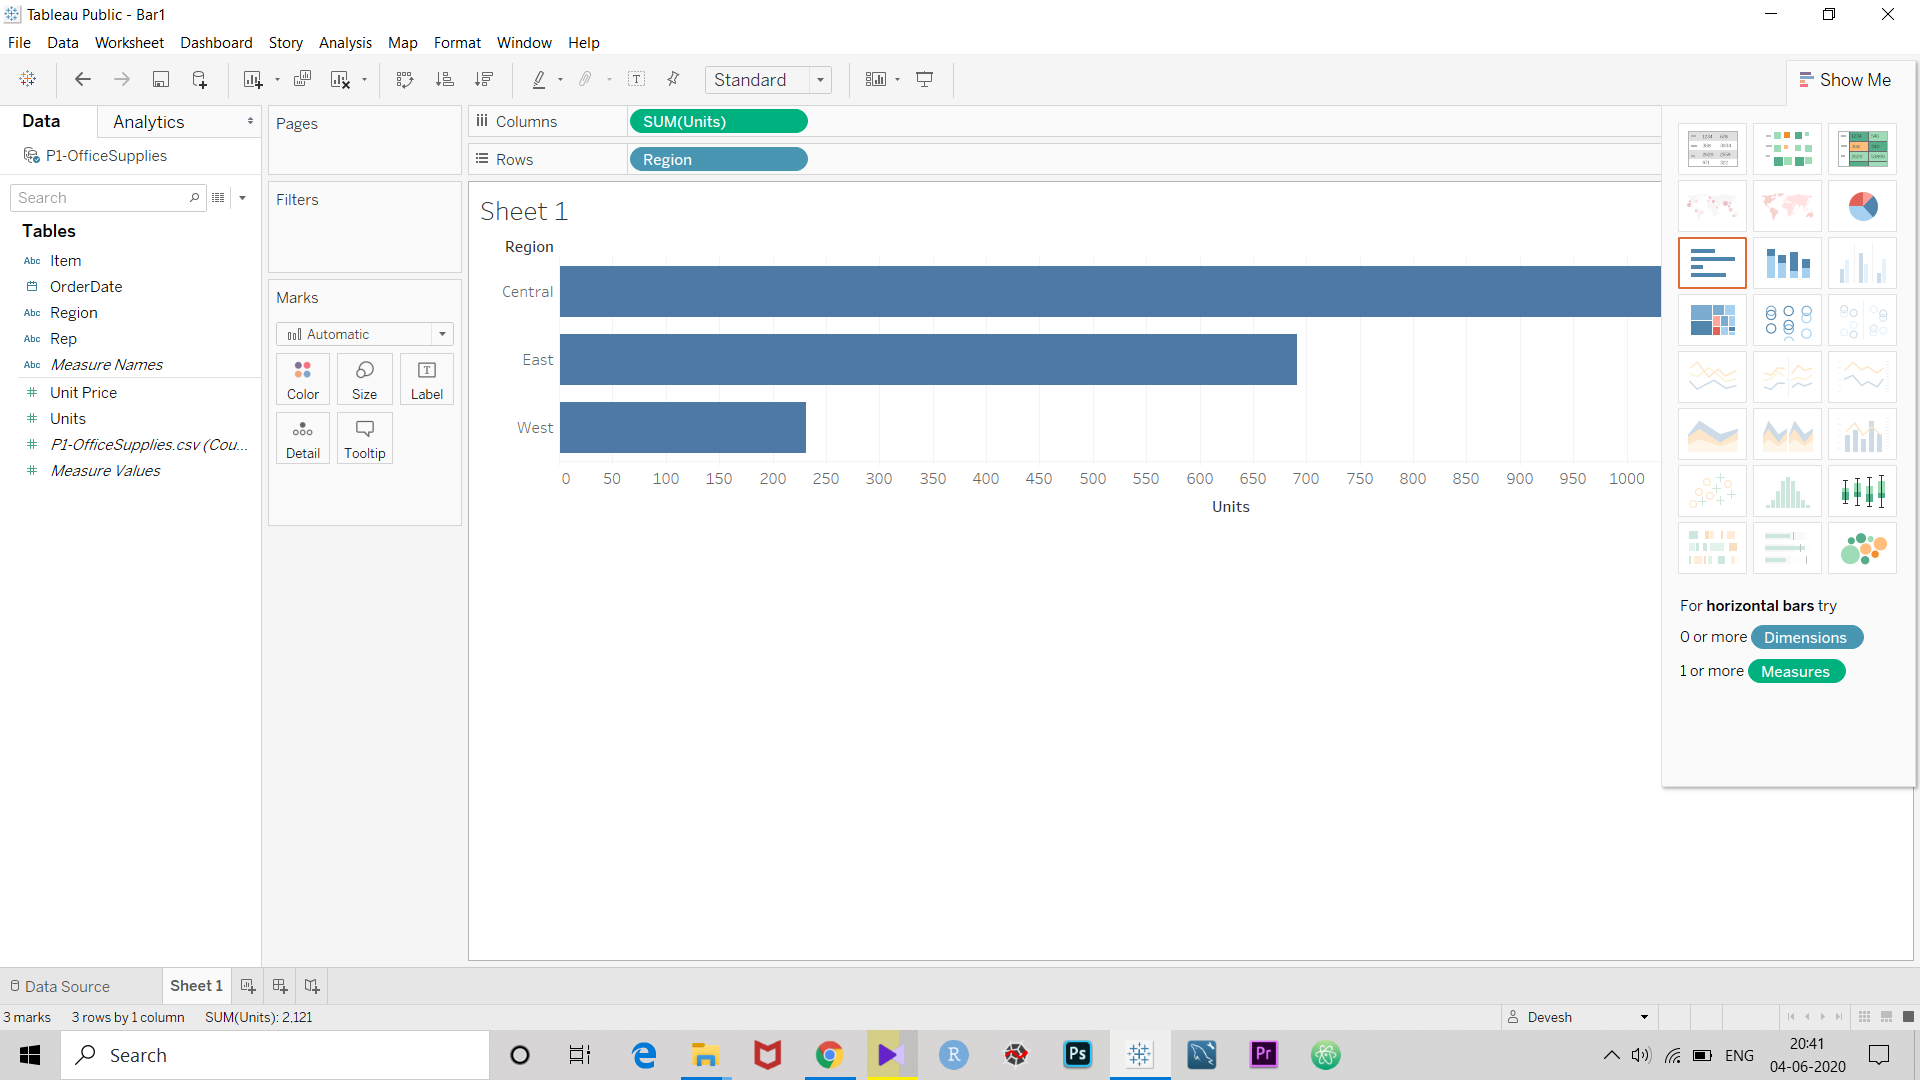 Tableau Public - Bar1
File Data Worksheet Dashboard Story Analysis Map Format Window Help
Standard
Show Me
Data Analytics
P1-OfficeSupplies
Search
Tables
Abc Item
OrderDate
Abc Region
Abc Rep
Abc Measure Names
# Unit Price
# Units
# P1-OfficeSupplies.csv (Cou...
# Measure Values
Pages
Filters
Marks
Automatic
Color Size Label
Detail Tooltip
Columns SUM(Units)
Rows Region
Sheet 1
Region
Central
East
West
0 50 100 150 200 250 300 350 400 450 500 550 600 650 700 750 800 850 900 950 1000
Units
For horizontal bars try
0 or more Dimensions
1 or more Measures
Data Source Sheet 1
3 marks 3 rows by 1 column SUM(Units): 2,121
Devesh
Search
R Ps Pr
ENG
20:41
04-06-2020